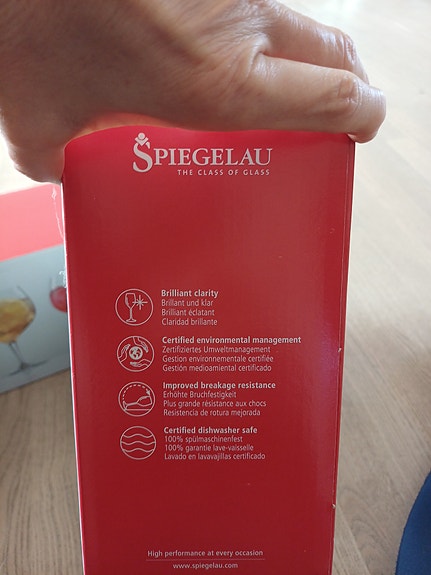 SPIEGELAU
THE CLASS OF GLASS
Brilliant clarity
Brillant und klar
Brilliant éclatant
Claridad brillante
Certified environmental management
Zertifiziertes Umweltmanagement
Gestion environnementale certifiée
Gestión medioamiental certificado
Improved breakage resistance
Erhöhte Bruchfestigkeit
Plus grande résistance aux chocs
Resistencia de rotura mejorada
Certified dishwasher safe
100% spülmaschinenfest
100% garantie lave-vaisselle
Lavado en lavavajillas certificado
High performance at every occasion
www.spiegelau.com